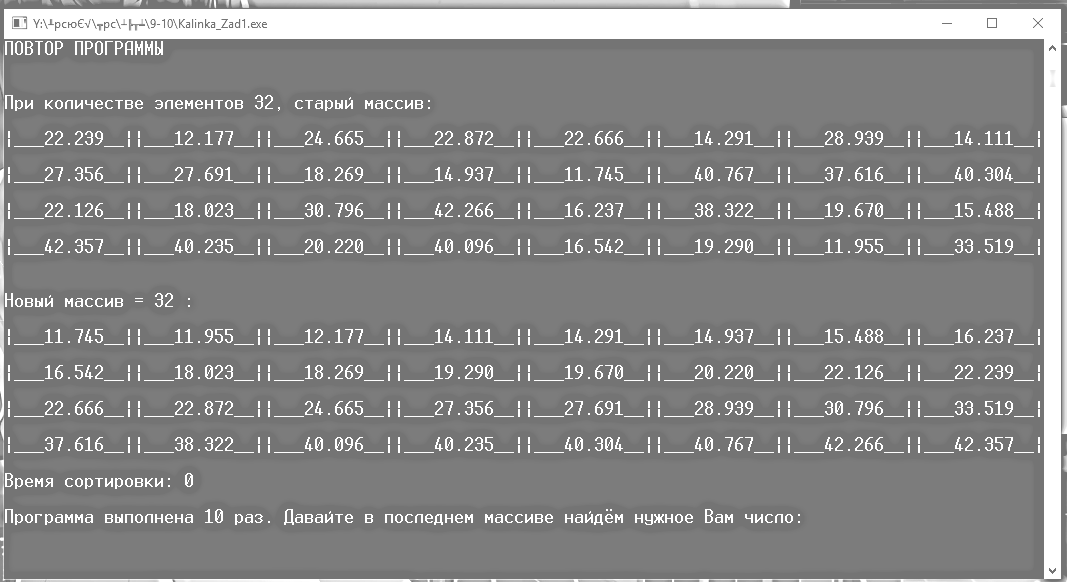 Y:\╨рсюЄ√\┬рс\┴╠┬┴\9-10\Kalinka_Zad1.exe
ПОВТОР ПРОГРАММЫ
При количестве элементов 32, старый массив:
¦___22.239__¦¦___12.177__¦¦___24.665__¦¦___22.872__¦¦___22.666__¦¦___14.291__¦¦___28.939__¦¦___14.111__¦
¦___27.356__¦¦___27.691__¦¦___18.269__¦¦___14.937__¦¦___11.745__¦¦___40.767__¦¦___37.616__¦¦___40.304__¦
¦___22.126__¦¦___18.023__¦¦___30.796__¦¦___42.266__¦¦___16.237__¦¦___38.322__¦¦___19.670__¦¦___15.488__¦
¦___42.357__¦¦___40.235__¦¦___20.220__¦¦___40.096__¦¦___16.542__¦¦___19.290__¦¦___11.955__¦¦___33.519__¦
Новый массив = 32 :
¦___11.745__¦¦___11.955__¦¦___12.177__¦¦___14.111__¦¦___14.291__¦¦___14.937__¦¦___15.488__¦¦___16.237__¦
¦___16.542__¦¦___18.023__¦¦___18.269__¦¦___19.290__¦¦___19.670__¦¦___20.220__¦¦___22.126__¦¦___22.239__¦
¦___22.666__¦¦___22.872__¦¦___24.665__¦¦___27.356__¦¦___27.691__¦¦___28.939__¦¦___30.796__¦¦___33.519__¦
¦___37.616__¦¦___38.322__¦¦___40.096__¦¦___40.235__¦¦___40.304__¦¦___40.767__¦¦___42.266__¦¦___42.357__¦
Время сортировки: 0
Программа выполнена 10 раз. Давайте в последнем массиве найдём нужное Вам число: